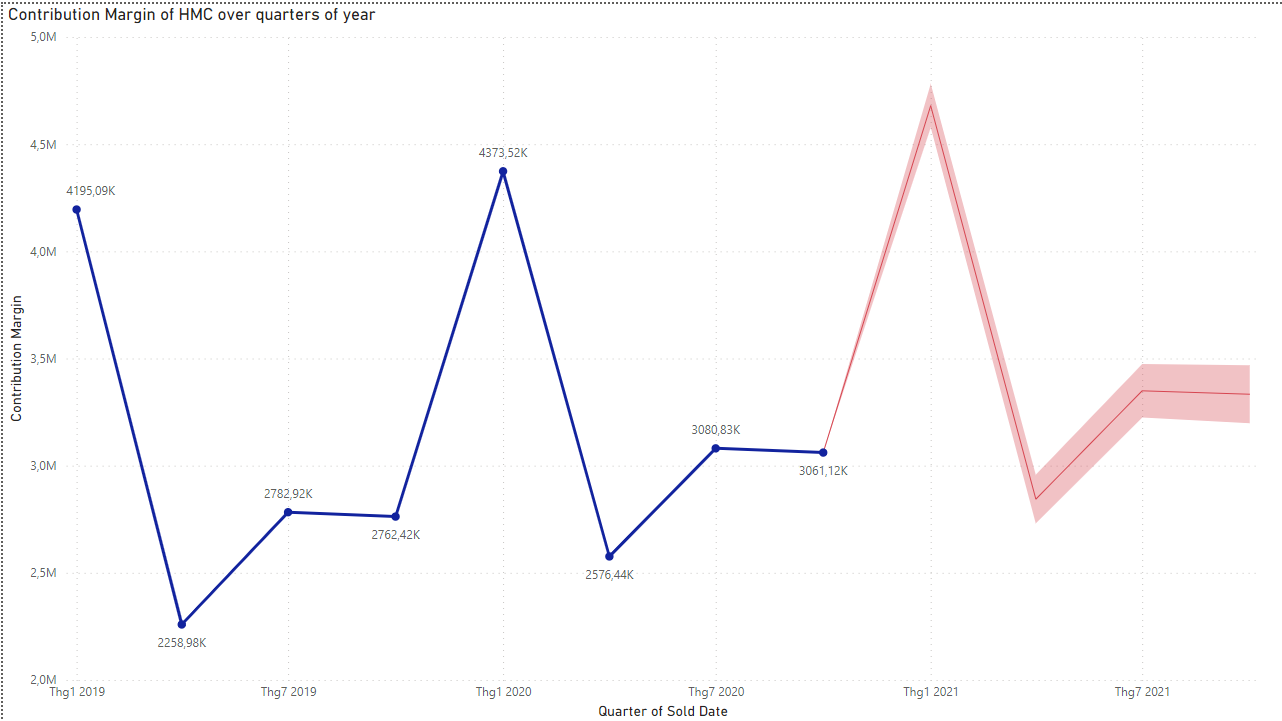 Contribution Margin of HMC over quarters of year
5,0M
4,5M
4,0M
3,5M
3,0M
2,5M
2,0M
Contribution Margin
4195,09K
2258,98K
2782,92K
2762,42K
4373,52K
2576,44K
3080,83K
3061,12K
Thg1 2019
Thg7 2019
Thg1 2020
Thg7 2020
Thg1 2021
Thg7 2021
Quarter of Sold Date